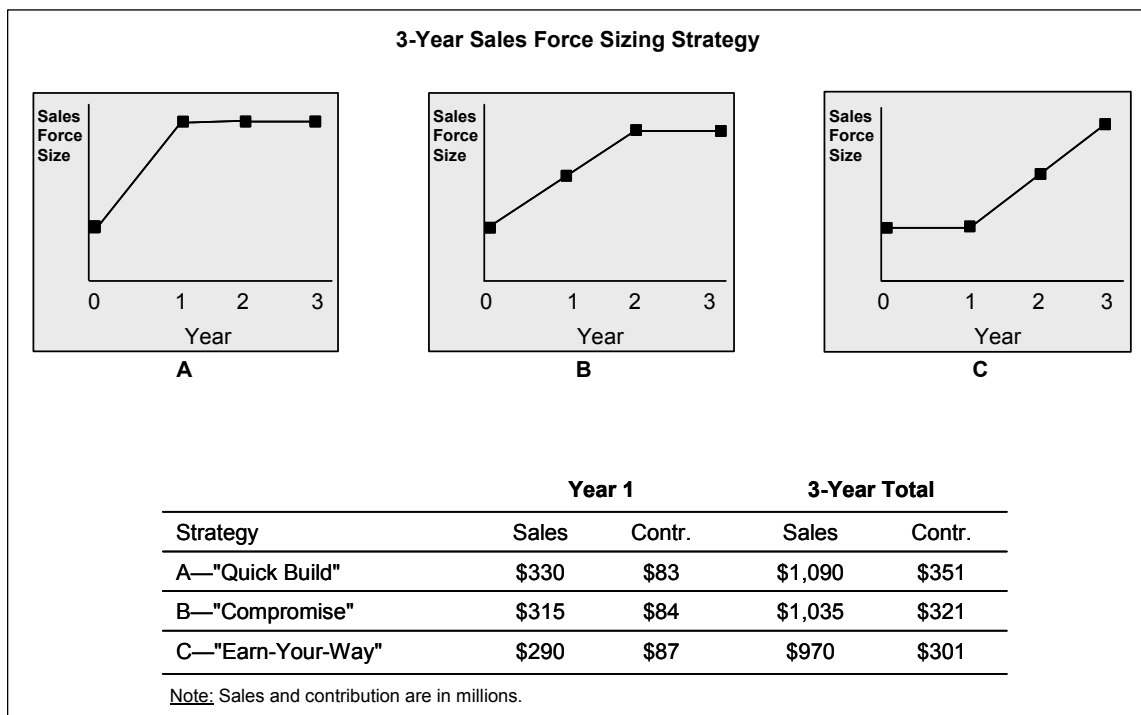 3-Year Sales Force Sizing Strategy
Sales
Force
Size
0 1 2 3
Year
A
Sales
Force
Size
0 1 2 3
Year
B
Sales
Force
Size
0 1 2 3
Year
C
Year 1 3-Year Total
Strategy Sales Contr. Sales Contr.
A—"Quick Build" $330 $83 $1,090 $351
B—"Compromise" $315 $84 $1,035 $321
C—"Earn-Your-Way" $290 $87 $970 $301
Note: Sales and contribution are in millions.